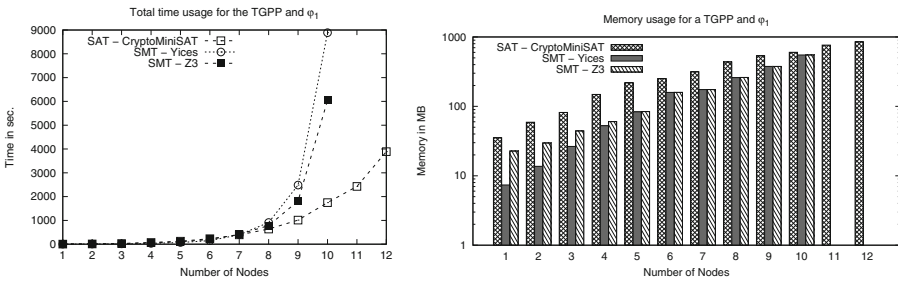 Total time usage for the TGPP and φ1
9000
8000
7000
6000
5000
4000
3000
2000
1000
0
Time in sec.
SAT − CryptoMiniSAT
SMT − Yices
SMT − Z3
1 2 3 4 5 6 7 8 9 10 11 12
Number of Nodes
Memory usage for a TGPP and φ1
1000
100
10
1
Memory in MB
SAT − CryptoMiniSAT
SMT − Yices
SMT − Z3
1 2 3 4 5 6 7 8 9 10 11 12
Number of Nodes